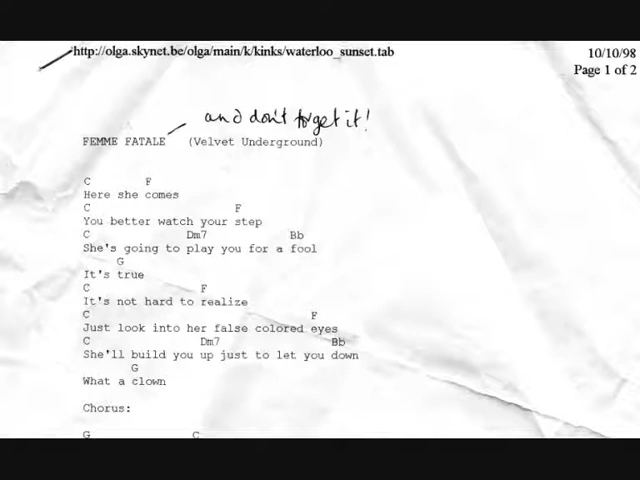 http://olga.skynet.be/olga/main/k/kinks/waterloo_sunset.tab
10/10/98
Page 1 of 2
and don't forget it!
FEMME FATALE (Velvet Underground)
C F
Here she comes
C F
You better watch your step
C Dm7 Bb
She's going to play you for a fool
G
It's true
C F
It's not hard to realize
C F
Just look into her false colored eyes
C Dm7 Bb
She'll build you up just to let you down
G
What a clown
Chorus:
G C